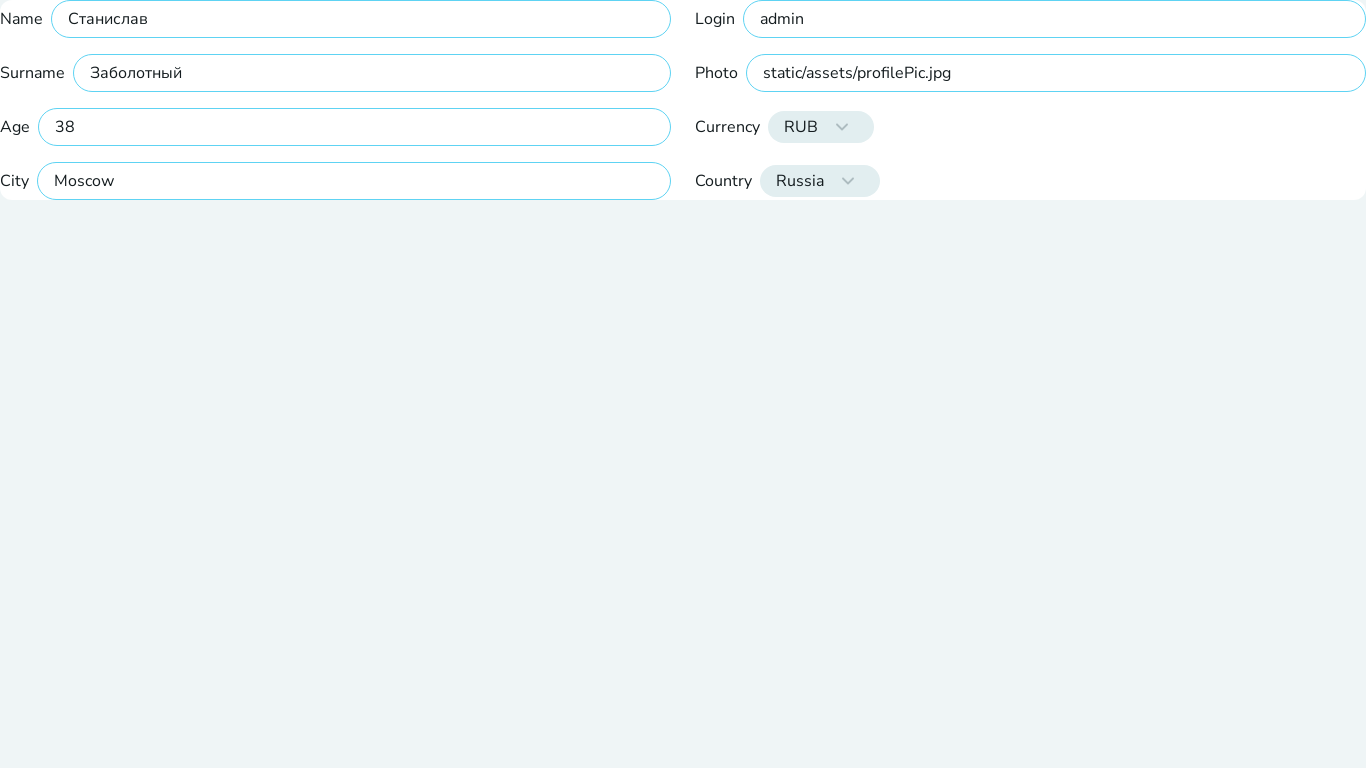 Name Станислав
Surname Заболотный
Age 38
City Moscow
Login admin
Photo static/assets/profilePic.jpg
Currency RUB
Country Russia